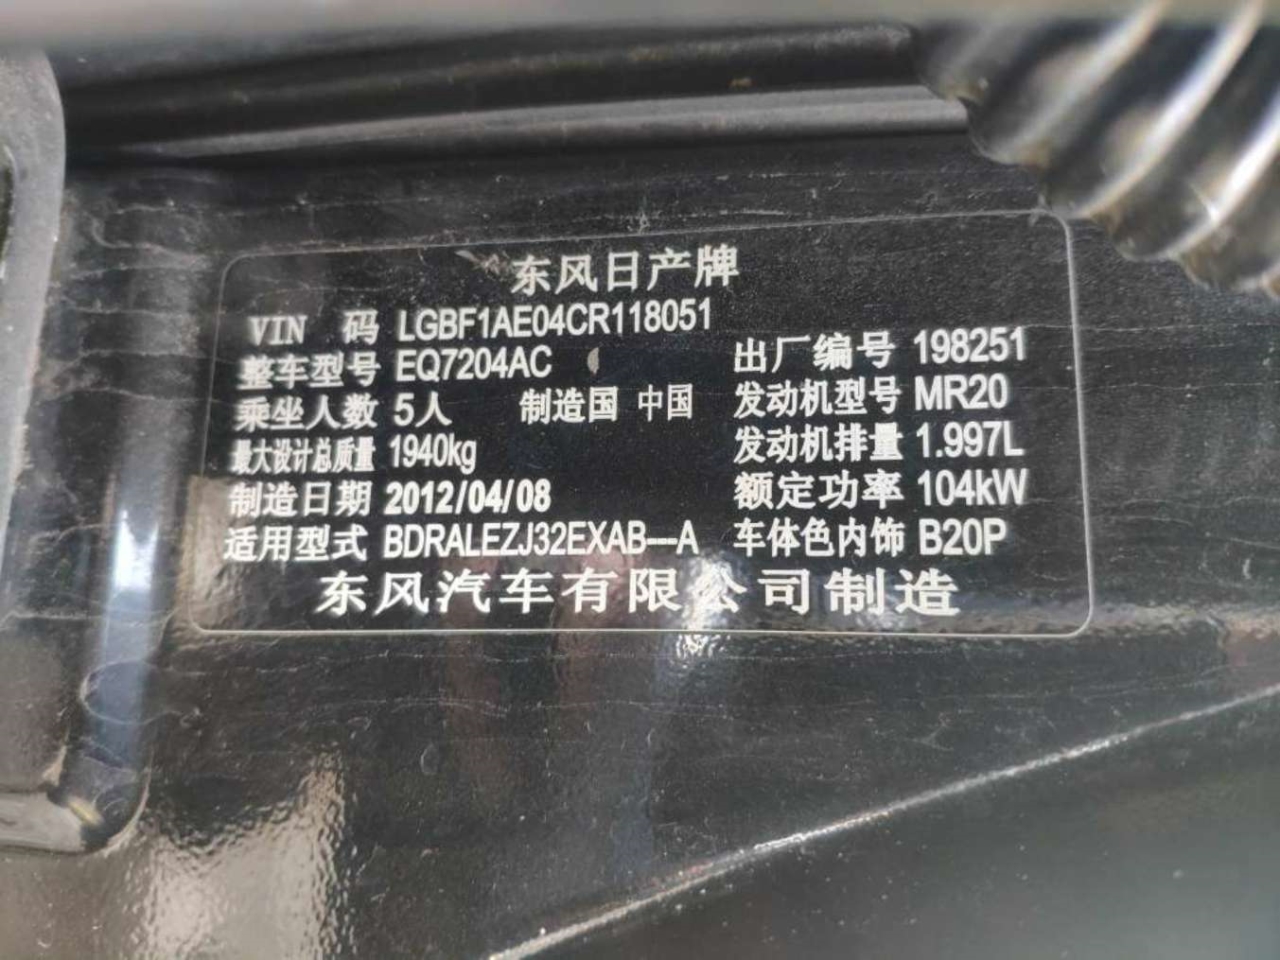 东风日产牌
VIN 码 LGBF1AE04CR118051
整车型号 EQ7204AC 出厂编号 198251
乘坐人数 5人 制造国 中国 发动机型号 MR20
最大设计总质量 1940kg 发动机排量 1.997L
制造日期 2012/04/08 额定功率 104kW
适用型式 BDRALEZJ32EXAB---A 车体色内饰 B20P
东风汽车有限公司制造